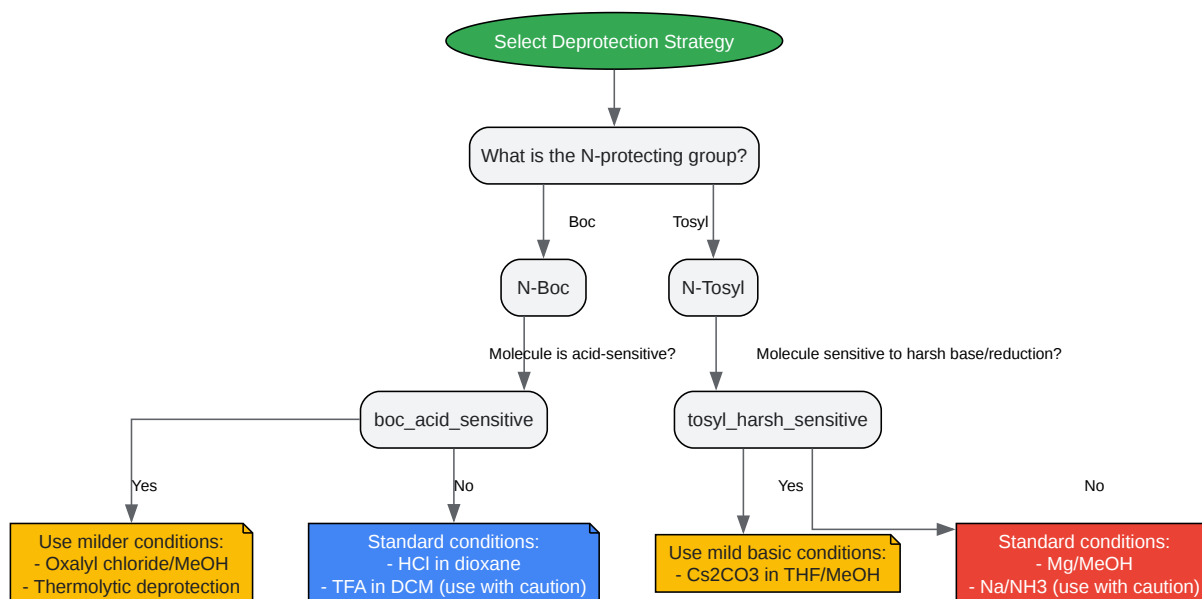 Select Deprotection Strategy
What is the N-protecting group?
Boc
Tosyl
N-Boc
N-Tosyl
Molecule is acid-sensitive?
Molecule sensitive to harsh base/reduction?
boc_acid_sensitive
tosyl_harsh_sensitive
Yes
No
Yes
No
Use milder conditions:
- Oxalyl chloride/MeOH
- Thermolytic deprotection
Standard conditions:
- HCl in dioxane
- TFA in DCM (use with caution)
Use mild basic conditions:
- Cs2CO3 in THF/MeOH
Standard conditions:
- Mg/MeOH
- Na/NH3 (use with caution)